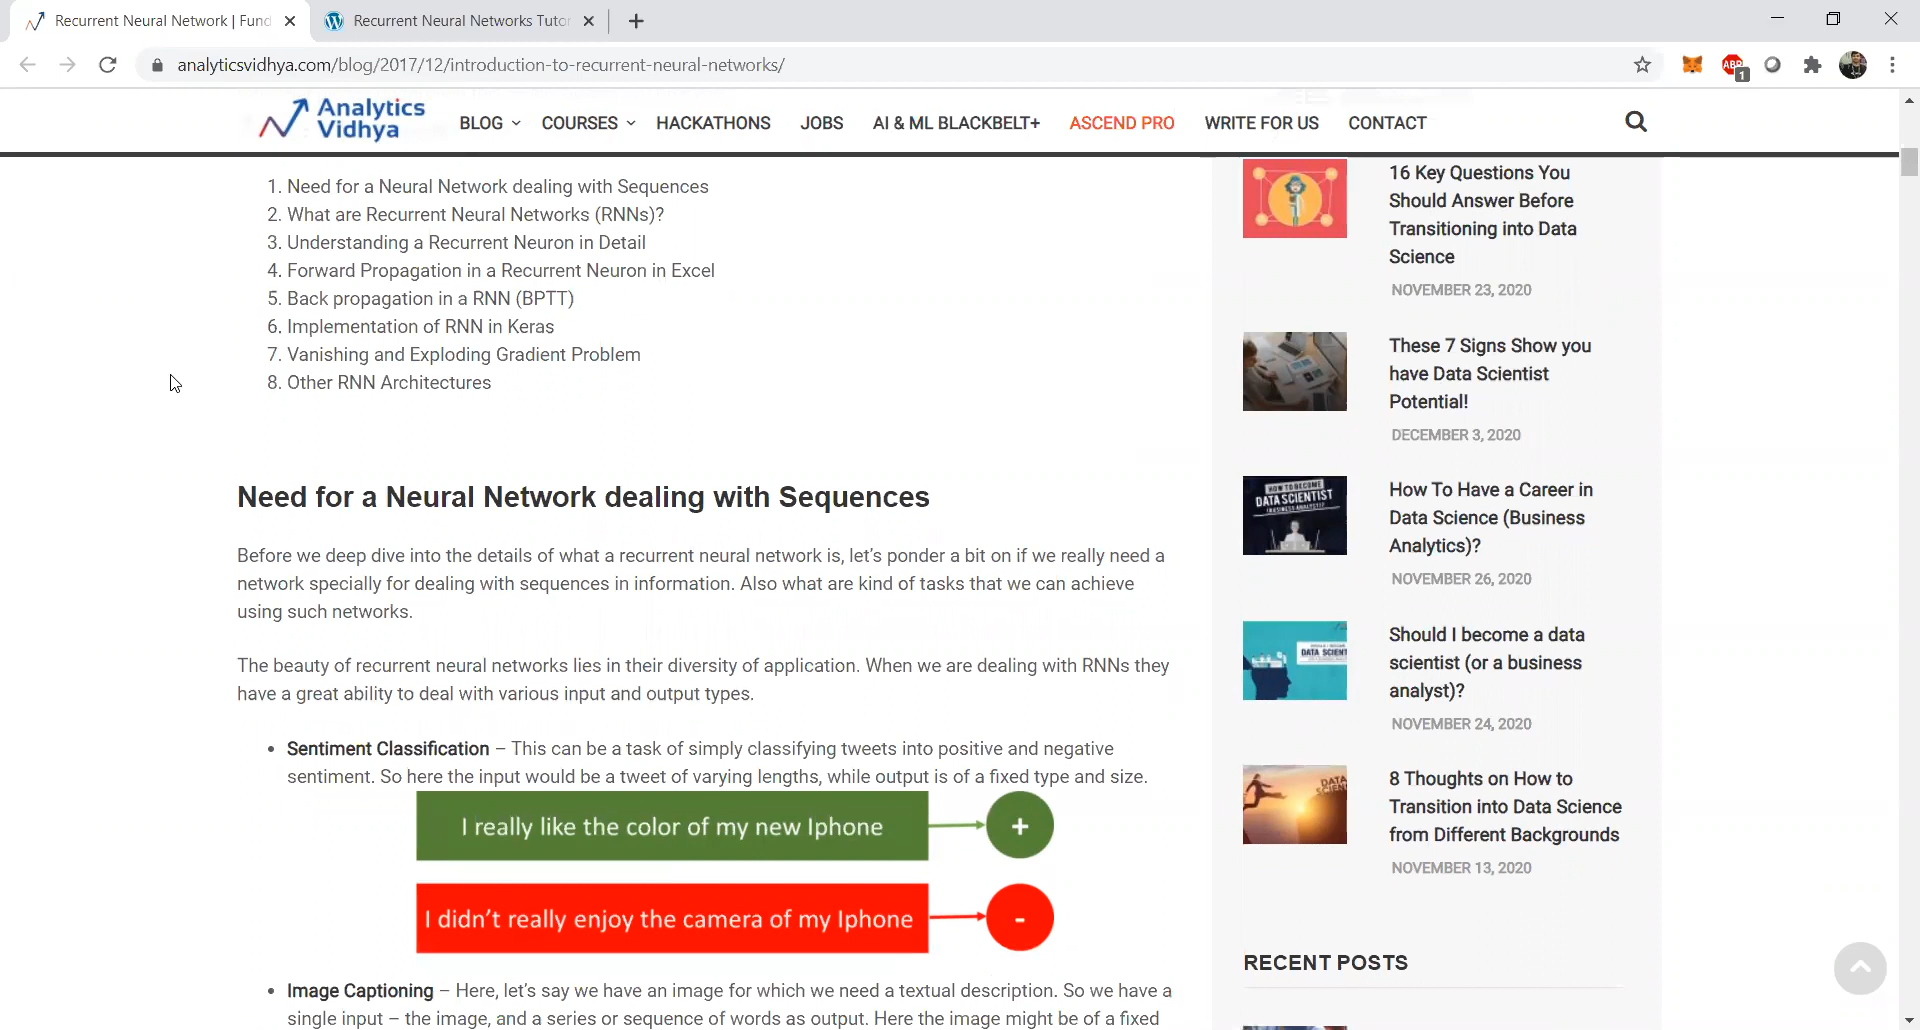 Recurrent Neural Network | Fund
Recurrent Neural Networks Tutor
analyticsvidhya.com/blog/2017/12/introduction-to-recurrent-neural-networks/
ABP
1
Analytics
Vidhya
BLOG
COURSES
HACKATHONS
JOBS
AI & ML BLACKBELT+
ASCEND PRO
WRITE FOR US
CONTACT
1. Need for a Neural Network dealing with Sequences
2. What are Recurrent Neural Networks (RNNs)?
3. Understanding a Recurrent Neuron in Detail
4. Forward Propagation in a Recurrent Neuron in Excel
5. Back propagation in a RNN (BPTT)
6. Implementation of RNN in Keras
7. Vanishing and Exploding Gradient Problem
8. Other RNN Architectures
Need for a Neural Network dealing with Sequences
Before we deep dive into the details of what a recurrent neural network is, let's ponder a bit on if we really need a
network specially for dealing with sequences in information. Also what are kind of tasks that we can achieve
using such networks.
The beauty of recurrent neural networks lies in their diversity of application. When we are dealing with RNNs they
have a great ability to deal with various input and output types.
• Sentiment Classification – This can be a task of simply classifying tweets into positive and negative
sentiment. So here the input would be a tweet of varying lengths, while output is of a fixed type and size.
I really like the color of my new Iphone
+
I didn't really enjoy the camera of my Iphone
-
• Image Captioning – Here, let's say we have an image for which we need a textual description. So we have a
single input – the image, and a series or sequence of words as output. Here the image might be of a fixed
16 Key Questions You
Should Answer Before
Transitioning into Data
Science
NOVEMBER 23, 2020
These 7 Signs Show you
have Data Scientist
Potential!
DECEMBER 3, 2020
HOW TO BECOME
DATA SCIENTIST
(BUSINESS ANALYST)?
How To Have a Career in
Data Science (Business
Analytics)?
NOVEMBER 26, 2020
DATA SCIENT
Should I become a data
scientist (or a business
analyst)?
NOVEMBER 24, 2020
DATA
SCIEN
8 Thoughts on How to
Transition into Data Science
from Different Backgrounds
NOVEMBER 13, 2020
RECENT POSTS